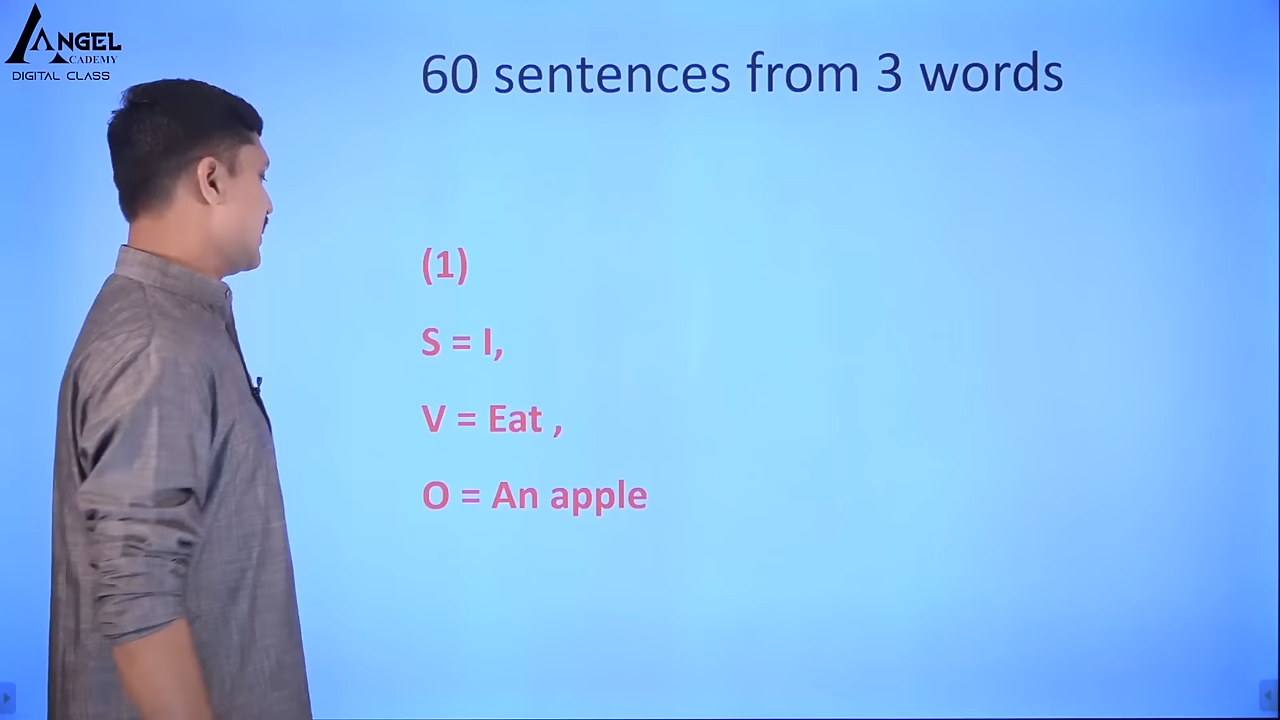 ANGEL
ACADEMY
DIGITAL CLASS
60 sentences from 3 words
(1)
S = I,
V = Eat ,
O = An apple